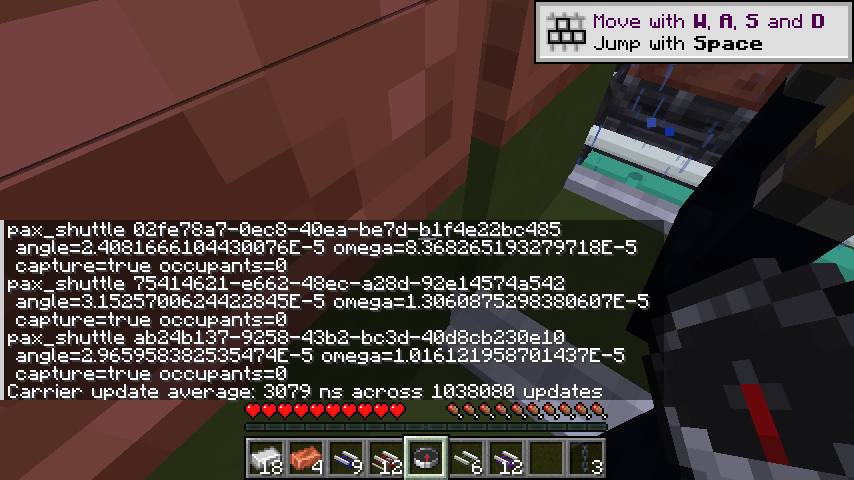 Move with W, A, S and D
Jump with Space
pax_shuttle 02fe78a7-0ec8-40ea-be7d-b1f4e22bc485
angle=2.4081666104430076E-5 omega=8.368265193279718E-5
capture=true occupants=0
pax_shuttle 75414621-e662-48ec-a28d-92e14574a542
angle=3.1525700624422845E-5 omega=1.3060875298380607E-5
capture=true occupants=0
pax_shuttle ab24b137-9258-43b2-bc3d-40d8cb230e10
angle=2.9659583825354​74E-5 omega=1.016121958701437E-5
capture=true occupants=0
Carrier update average: 3079 ns across 1038080 updates
18 4 9 12 6 12 3